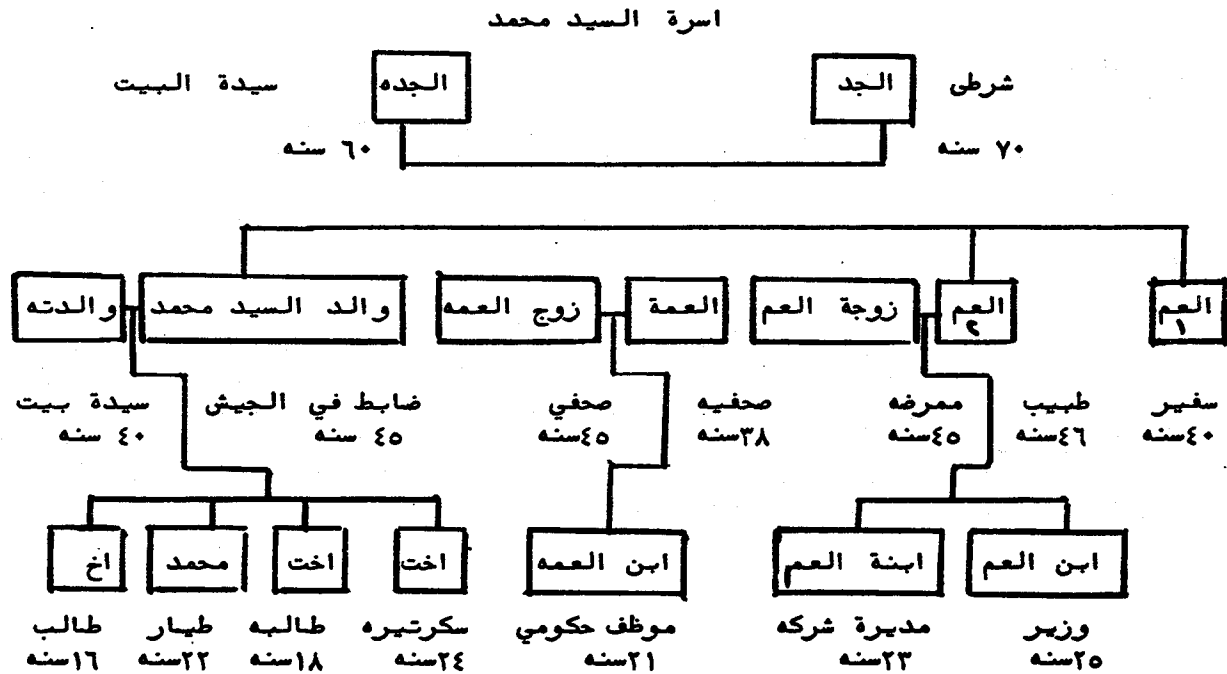 اسرة السيد محمد
شرطى الجد الجده سيدة البيت
٧٠ سنه ٦٠ سنه
العم ١ العم ٢ زوجة العم العمة زوج العمه والد السيد محمد والدته
سفير طبيب ممرضه صحفيه صحفي ضابط في الجيش سيدة بيت
٤٠سنه ٤٦سنه ٤٥سنه ٣٨سنه ٤٥سنه ٤٥ سنه ٤٠ سنه
ابن العم ابنة العم ابن العمه اخت اخت محمد اخ
وزير مديرة شركه موظف حكومي سكرتيره طالبه طيار طالب
٢٥سنه ٢٣سنه ٢١سنه ٢٤سنه ١٨سنه ٢٢سنه ١٦سنه